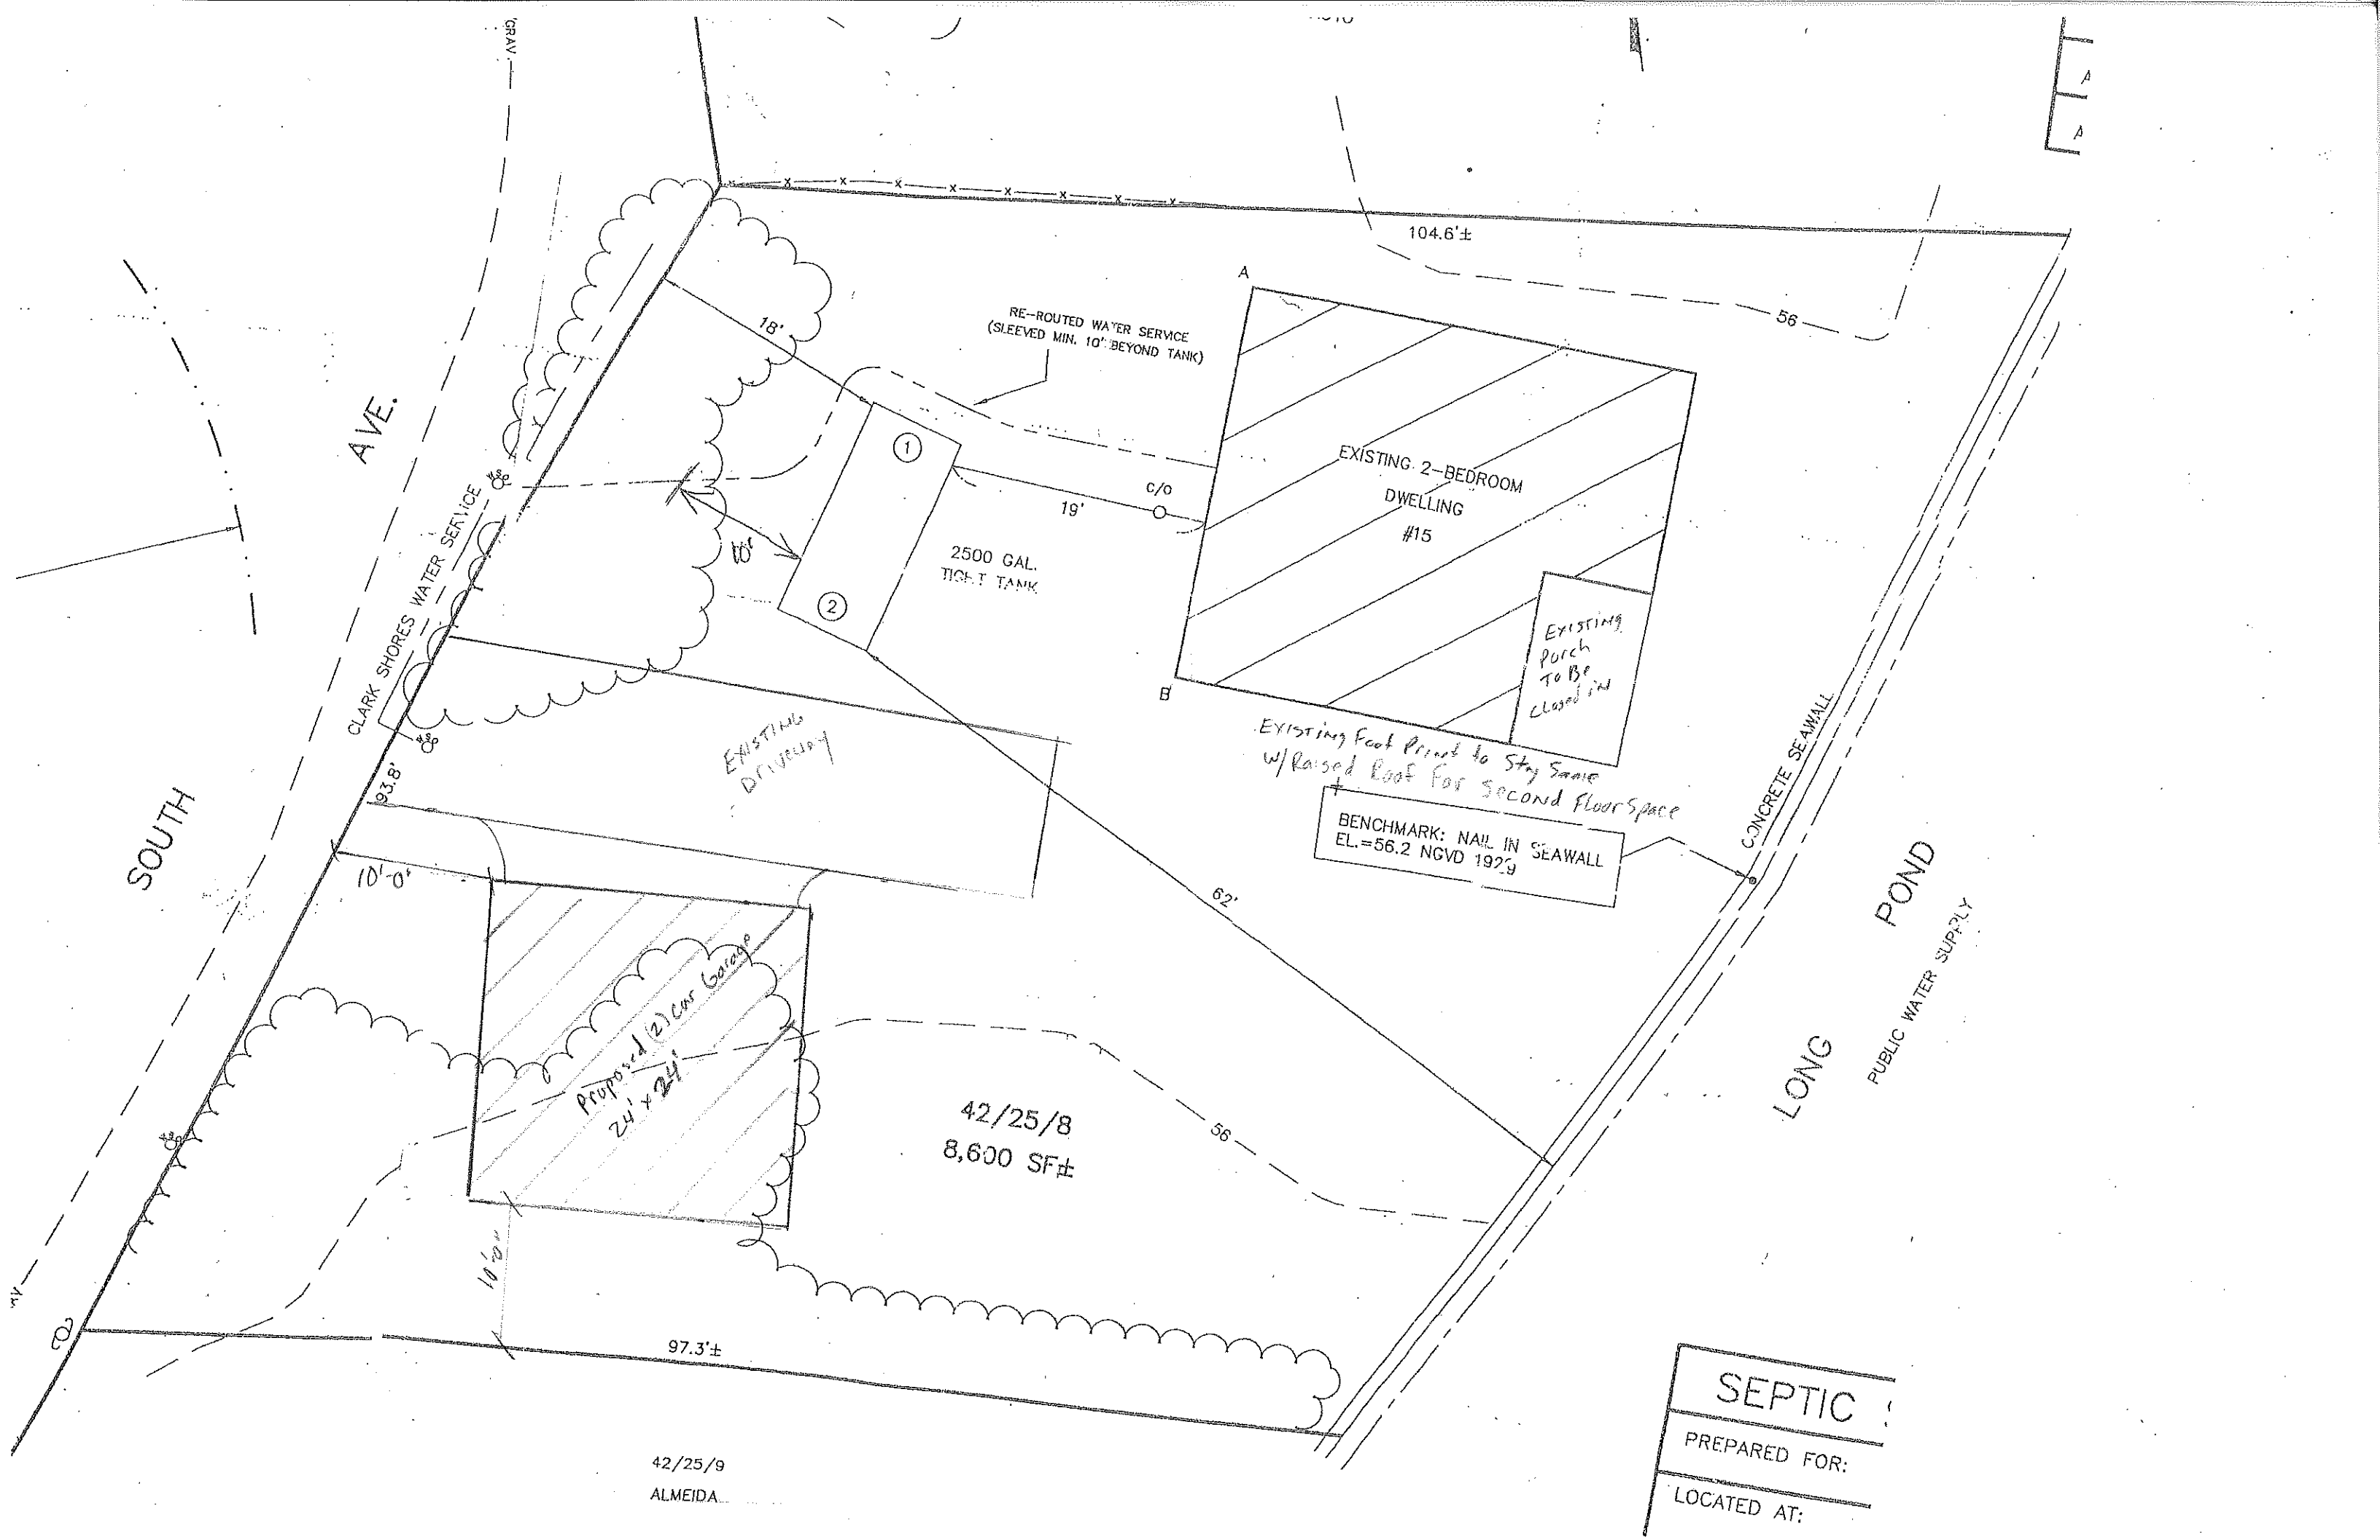 GRAV
104.6'±
A
A
A
56
RE-ROUTED WATER SERVICE
(SLEEVED MIN. 10' BEYOND TANK)
18'
AVE.
1
EXISTING 2-BEDROOM
DWELLING
#15
C/O
19'
10'
2500 GAL.
TIGHT TANK
2
CLARK SHORES WATER SERVICE
WSO
Existing
Porch
To Be
Closed in
B
Existing Foot Print to Stay Same
w/Raised Roof For Second Floor Space
EXISTING
Driveway
WSO
93.8'
SOUTH
BENCHMARK: NAIL IN SEAWALL
EL.=56.2 NGVD 1929
CONCRETE SEAWALL
10'-0"
62'
LONG POND
PUBLIC WATER SUPPLY
Proposed (2) Car Garage
24' x 24'
WSO
42/25/8
8,600 SF±
56
10'-0"
97.3'±
42/25/9
ALMEIDA
SEPTIC
PREPARED FOR:
LOCATED AT: